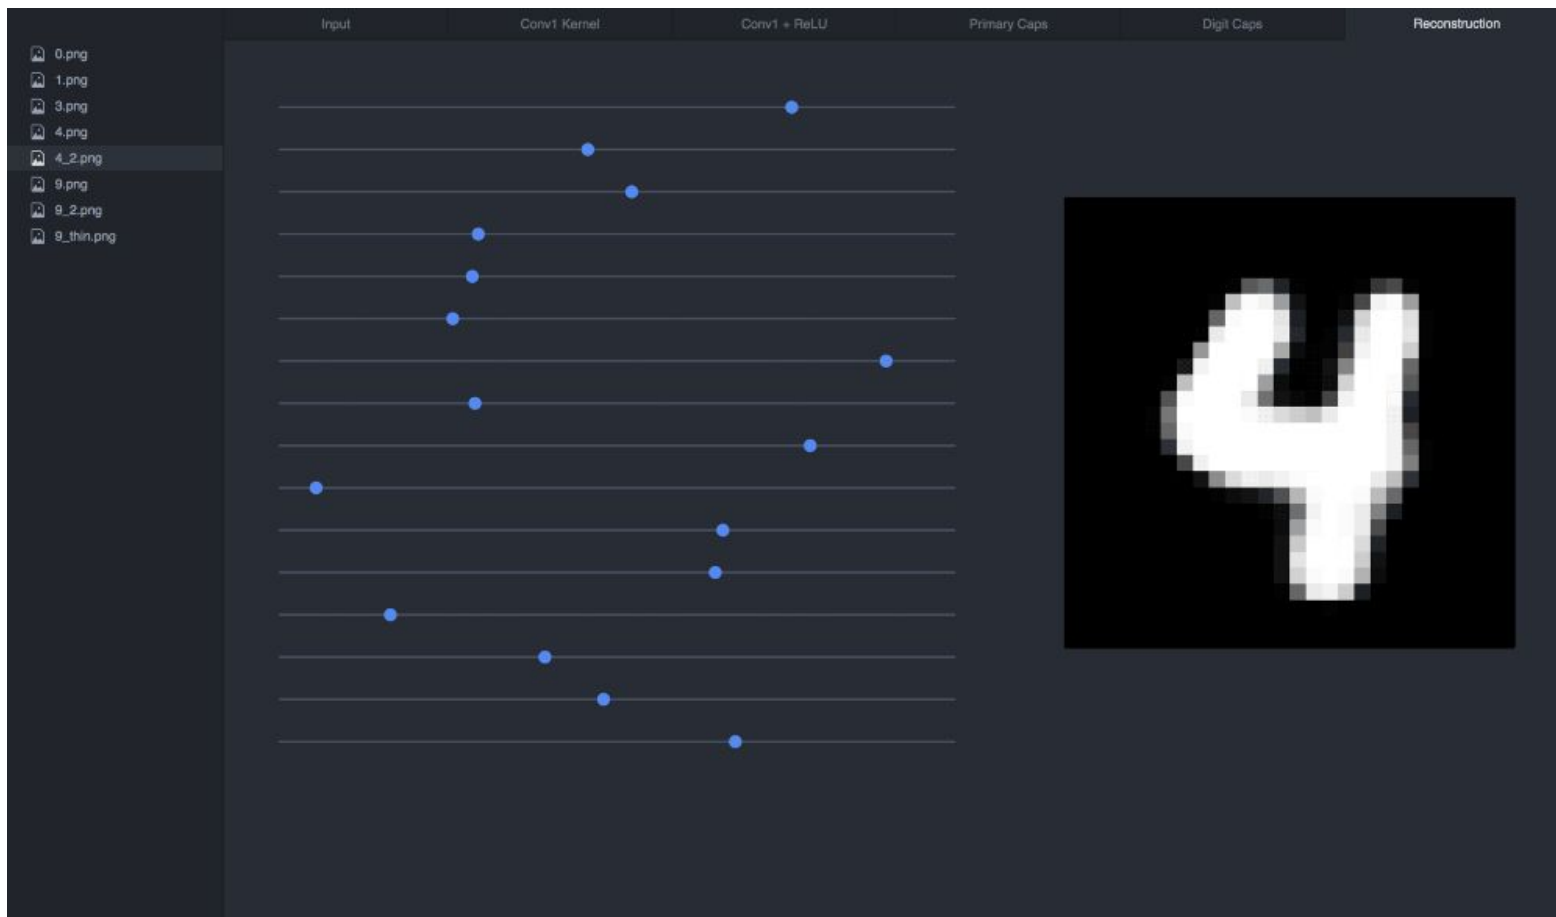 Input Conv1 Kernel Conv1 + ReLU Primary Caps Digit Caps Reconstruction
0.png
1.png
3.png
4.png
4_2.png
9.png
9_2.png
9_thin.png
4